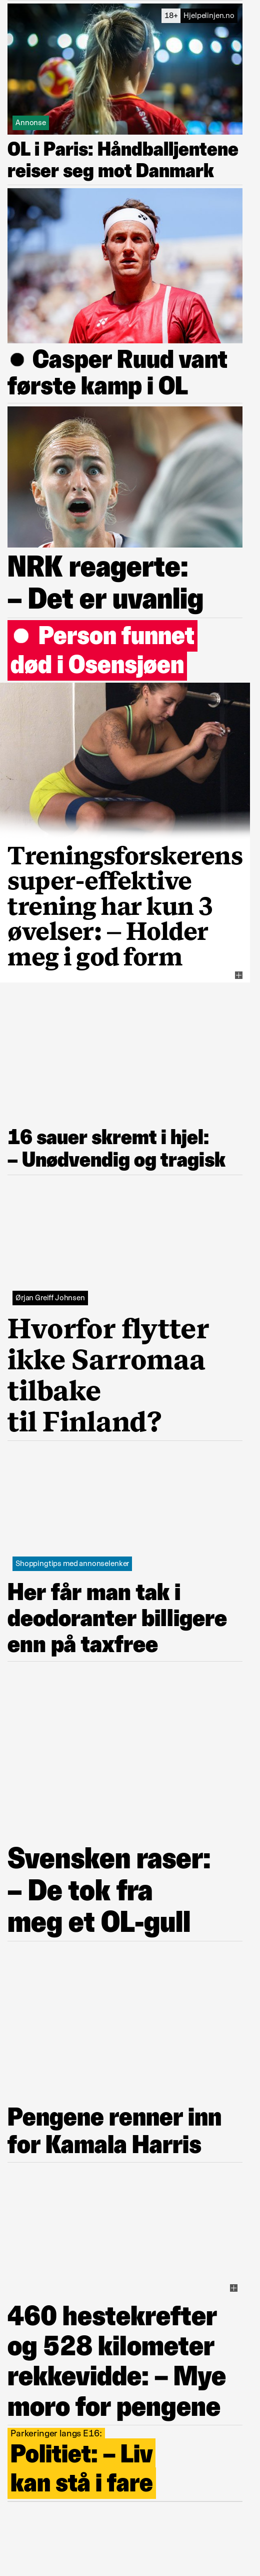 18+ Hjelpelinjen.no
Annonse
OL i Paris: Håndballjentene
reiser seg mot Danmark
● Casper Ruud vant
første kamp i OL
NRK reagerte:
– Det er uvanlig
● Person funnet
død i Osensjøen
Treningsforskerens
super-effektive
trening har kun 3
øvelser: – Holder
meg i god form
16 sauer skremt i hjel:
– Unødvendig og tragisk
Ørjan Greiff Johnsen
Hvorfor flytter
ikke Sarromaa
tilbake
til Finland?
Shoppingtips med annonselenker
Her får man tak i
deodoranter billigere
enn på taxfree
Svensken raser:
– De tok fra
meg et OL-gull
Pengene renner inn
for Kamala Harris
460 hestekrefter
og 528 kilometer
rekkevidde: – Mye
moro for pengene
Parkeringer langs E16:
Politiet: – Liv
kan stå i fare